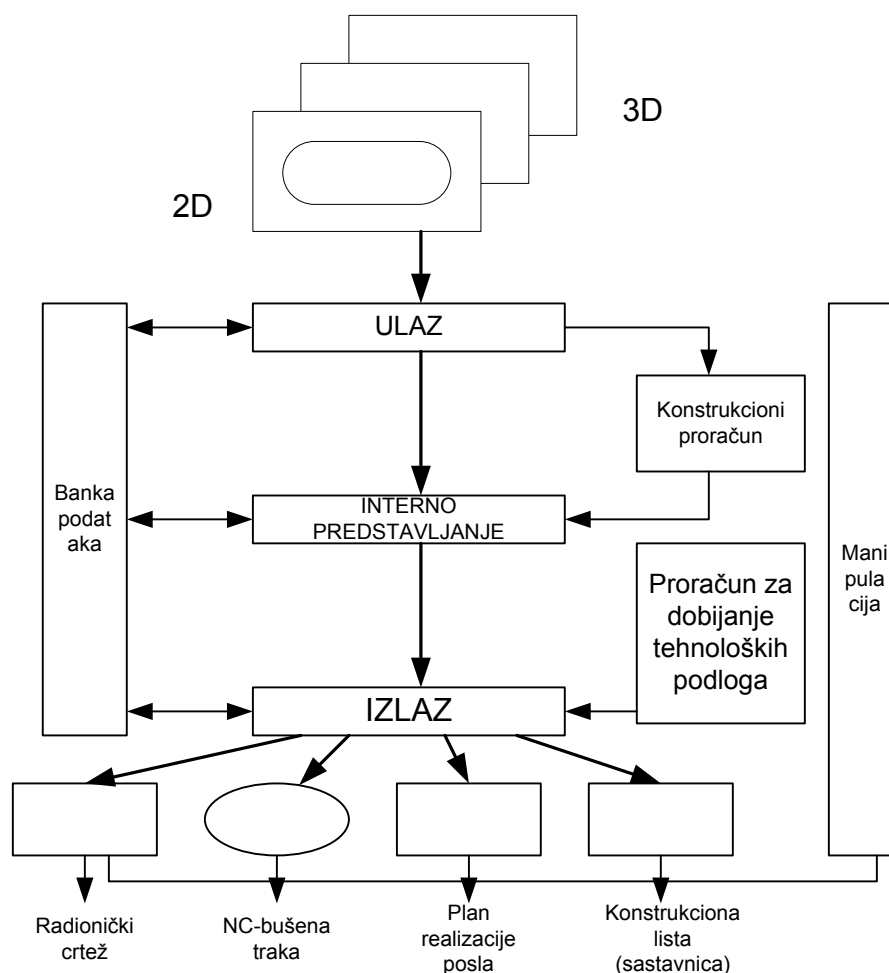 3D
2D
ULAZ
Konstrukcioni
proračun
Banka
podat
aka
INTERNO
PREDSTAVLJANJE
Mani
pula
cija
Proračun za
dobijanje
tehnoloških
podloga
IZLAZ
Radionički
crtež
NC-bušena
traka
Plan
realizacije
posla
Konstrukciona
lista
(sastavnica)